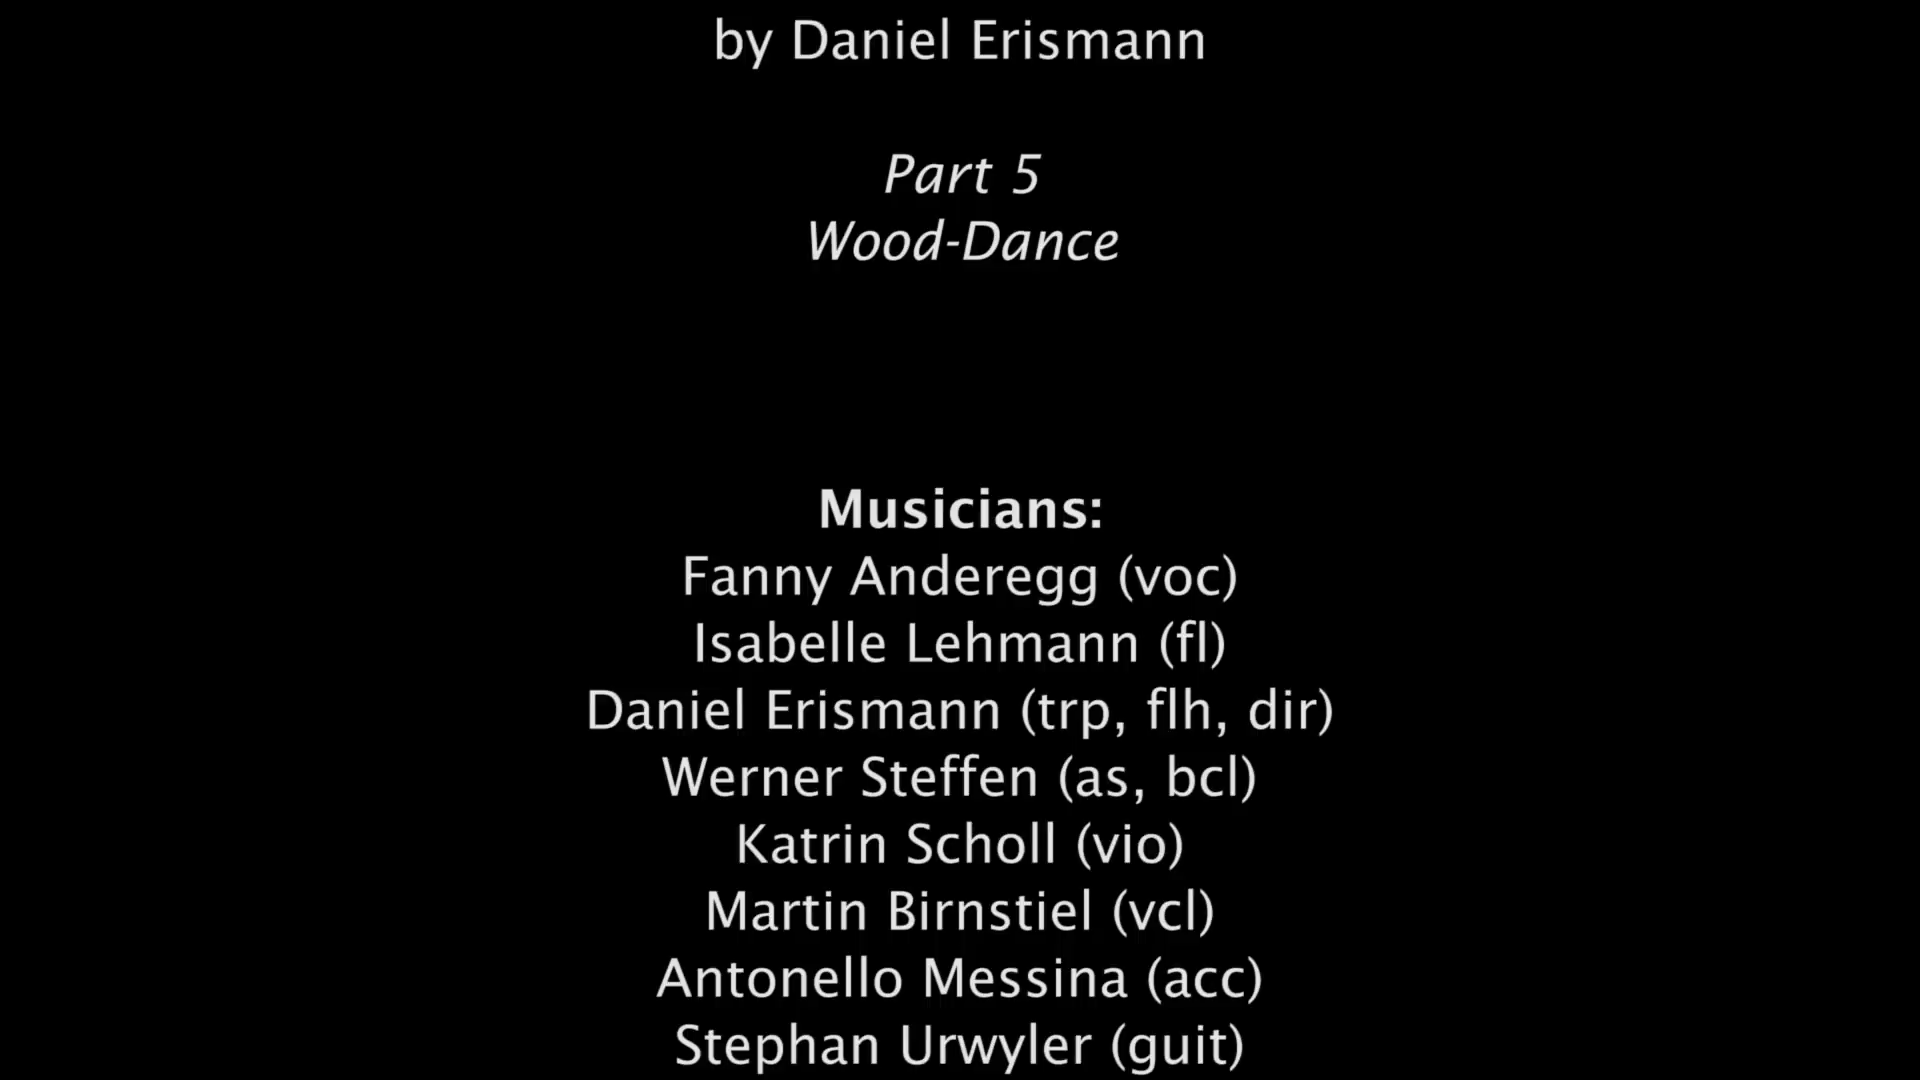 by Daniel Erismann
Part 5
Wood-Dance
Musicians:
Fanny Anderegg (voc)
Isabelle Lehmann (fl)
Daniel Erismann (trp, flh, dir)
Werner Steffen (as, bcl)
Katrin Scholl (vio)
Martin Birnstiel (vcl)
Antonello Messina (acc)
Stephan Urwyler (guit)